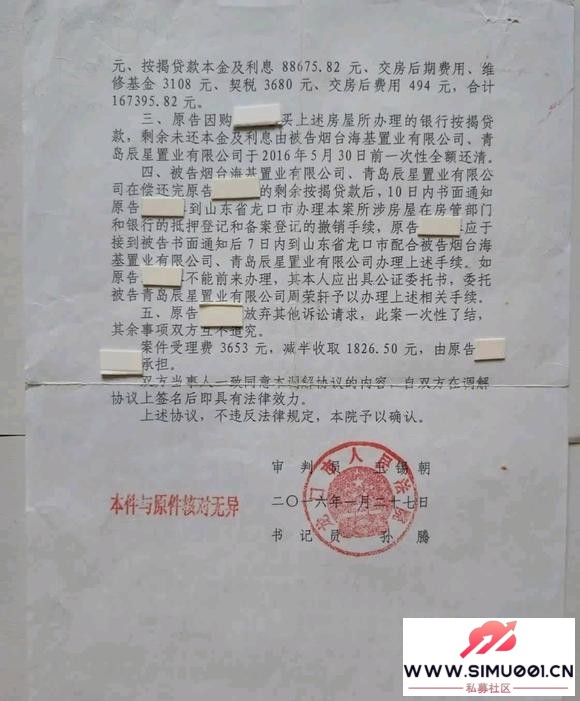 元、按揭贷款本金及利息 88675.82 元、交房后期费用、维
修基金 3108 元、契税 3680 元、交房后费用 494 元，合计
167395.82 元。
三、原告因购 买上述房屋所办理的银行按揭贷
款，剩余未还本金及利息由被告烟台海基置业有限公司、青
岛辰星置业有限公司于 2016 年 5 月 30 日前一次性全额还清。
四、被告烟台海基置业有限公司、青岛辰星置业有限公
司在偿还完原告 的剩余按揭贷款后，10 日内书面通知
原告 到山东省龙口市办理本案所涉房屋在房管部门
和银行的抵押登记和备案登记的撤销手续，原告 应于
接到被告书面通知后 7 日内到山东省龙口市配合被告烟台海
基置业有限公司、青岛辰星置业有限公司办理上述手续。如
原告 不能前来办理，其本人应出具公证委托书，委托
被告青岛辰星置业有限公司周荣轩予以办理上述相关手续。
五、原告 放弃其他诉讼请求，此案一次性了结，
其余事项双方互不追究。
案件受理费 3653 元，减半收取 1826.50 元，由原告
承担。
双方当事人一致同意本调解协议的内容，自双方在调解
协议上签名后即具有法律效力。
上述协议，不违反法律规定，本院予以确认。
审 判 员 王锡朝
二〇一六年一月二十七日
本件与原件核对无异
书 记 员 孙 腾
人民法院
WWW.SIMU001.CN
私募社区